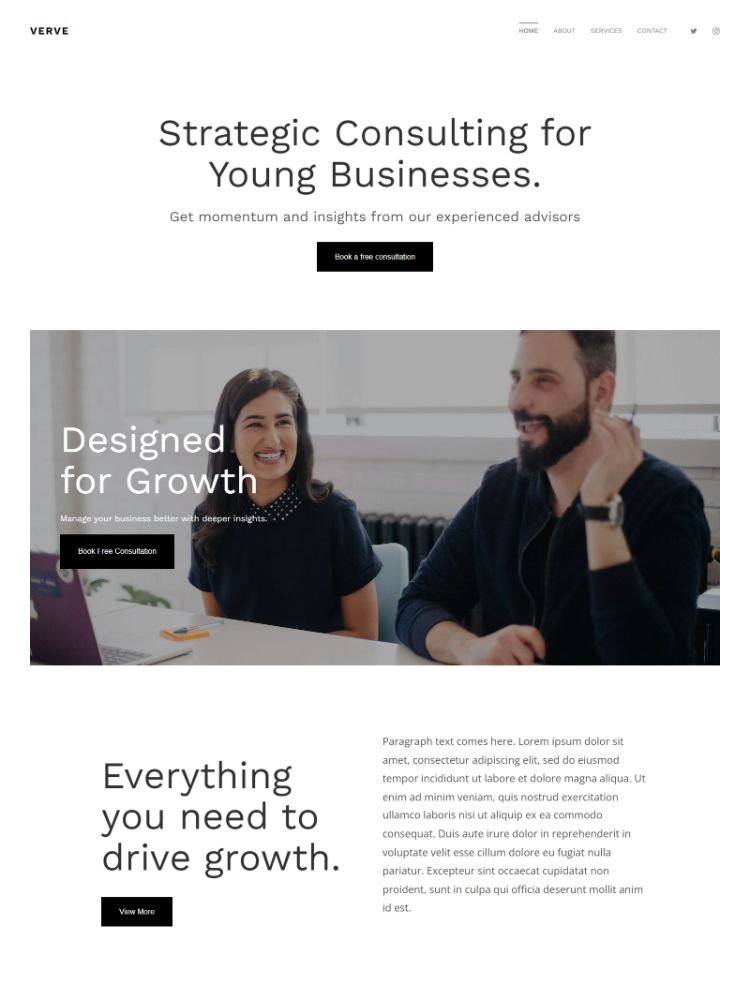 VERVE
HOME ABOUT SERVICES CONTACT
Strategic Consulting for
Young Businesses.
Get momentum and insights from our experienced advisors
Book a free consultation
Designed
for Growth
Manage your business better with deeper insights.
Book Free Consultation
Everything
you need to
drive growth.
View More
Paragraph text comes here. Lorem ipsum dolor sit
amet, consectetur adipiscing elit, sed do eiusmod
tempor incididunt ut labore et dolore magna aliqua. Ut
enim ad minim veniam, quis nostrud exercitation
ullamco laboris nisi ut aliquip ex ea commodo
consequat. Duis aute irure dolor in reprehenderit in
voluptate velit esse cillum dolore eu fugiat nulla
pariatur. Excepteur sint occaecat cupidatat non
proident, sunt in culpa qui officia deserunt mollit anim
id est.